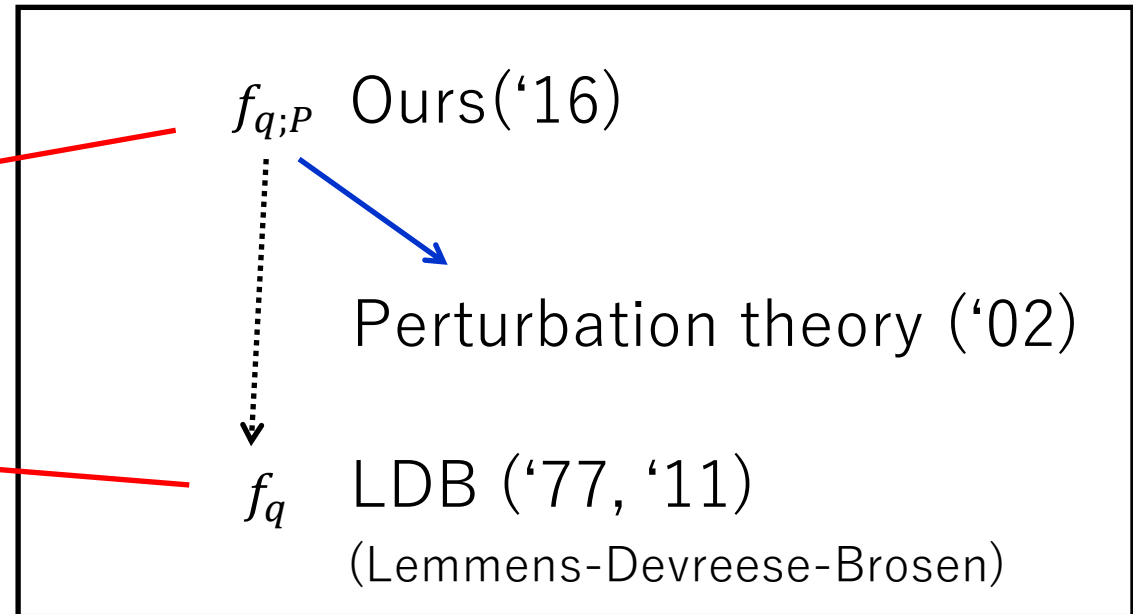 f_{q;P} Ours(‘16)
Perturbation theory (‘02)
f_q LDB (‘77, ‘11)
(Lemmens-Devreese-Brosen)